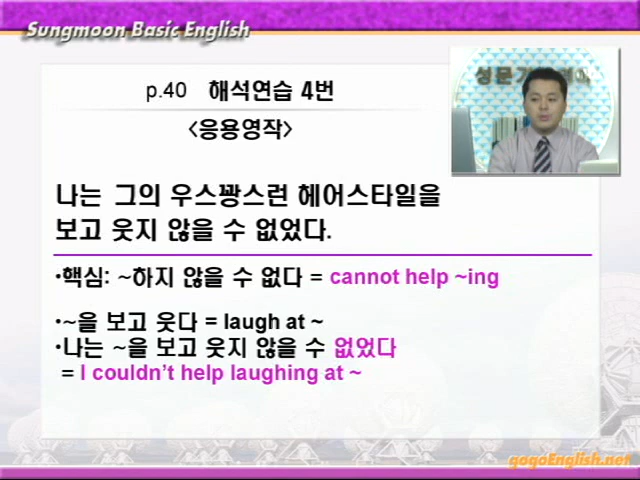 Sungmoon Basic English
p.40 해석연습 4번
<응용영작>
나는 그의 우스꽝스런 헤어스타일을
보고 웃지 않을 수 없었다.
•핵심: ~하지 않을 수 없다 = cannot help ~ing
•~을 보고 웃다 = laugh at ~
•나는 ~을 보고 웃지 않을 수 없었다
= I couldn't help laughing at ~
gogoEnglish.net